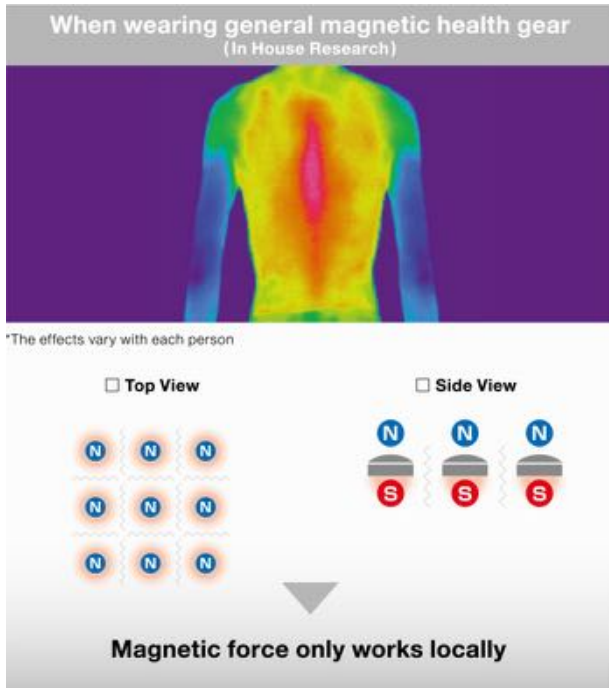 When wearing general magnetic health gear
(In House Research)
*The effects vary with each person
Top View
Side View
N N N
N N N
S S S
N N N
N N N
Magnetic force only works locally